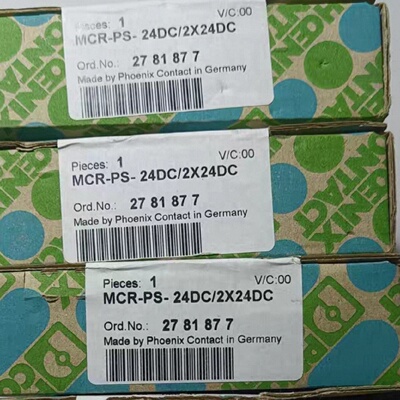 Pieces: 1 V/C:00
MCR-PS- 24DC/2X24DC
Ord.No.: 27 81 87 7
Made by Phoenix Contact in Germany
PHOENIX
CONTACT
Pieces: 1 V/C:00
MCR-PS- 24DC/2X24DC
Ord.No.: 27 81 87 7
Made by Phoenix Contact in Germany
Pieces: 1 V/C:00
MCR-PS- 24DC/2X24DC
Ord.No.: 27 81 87 7
Made by Phoenix Contact in Germany